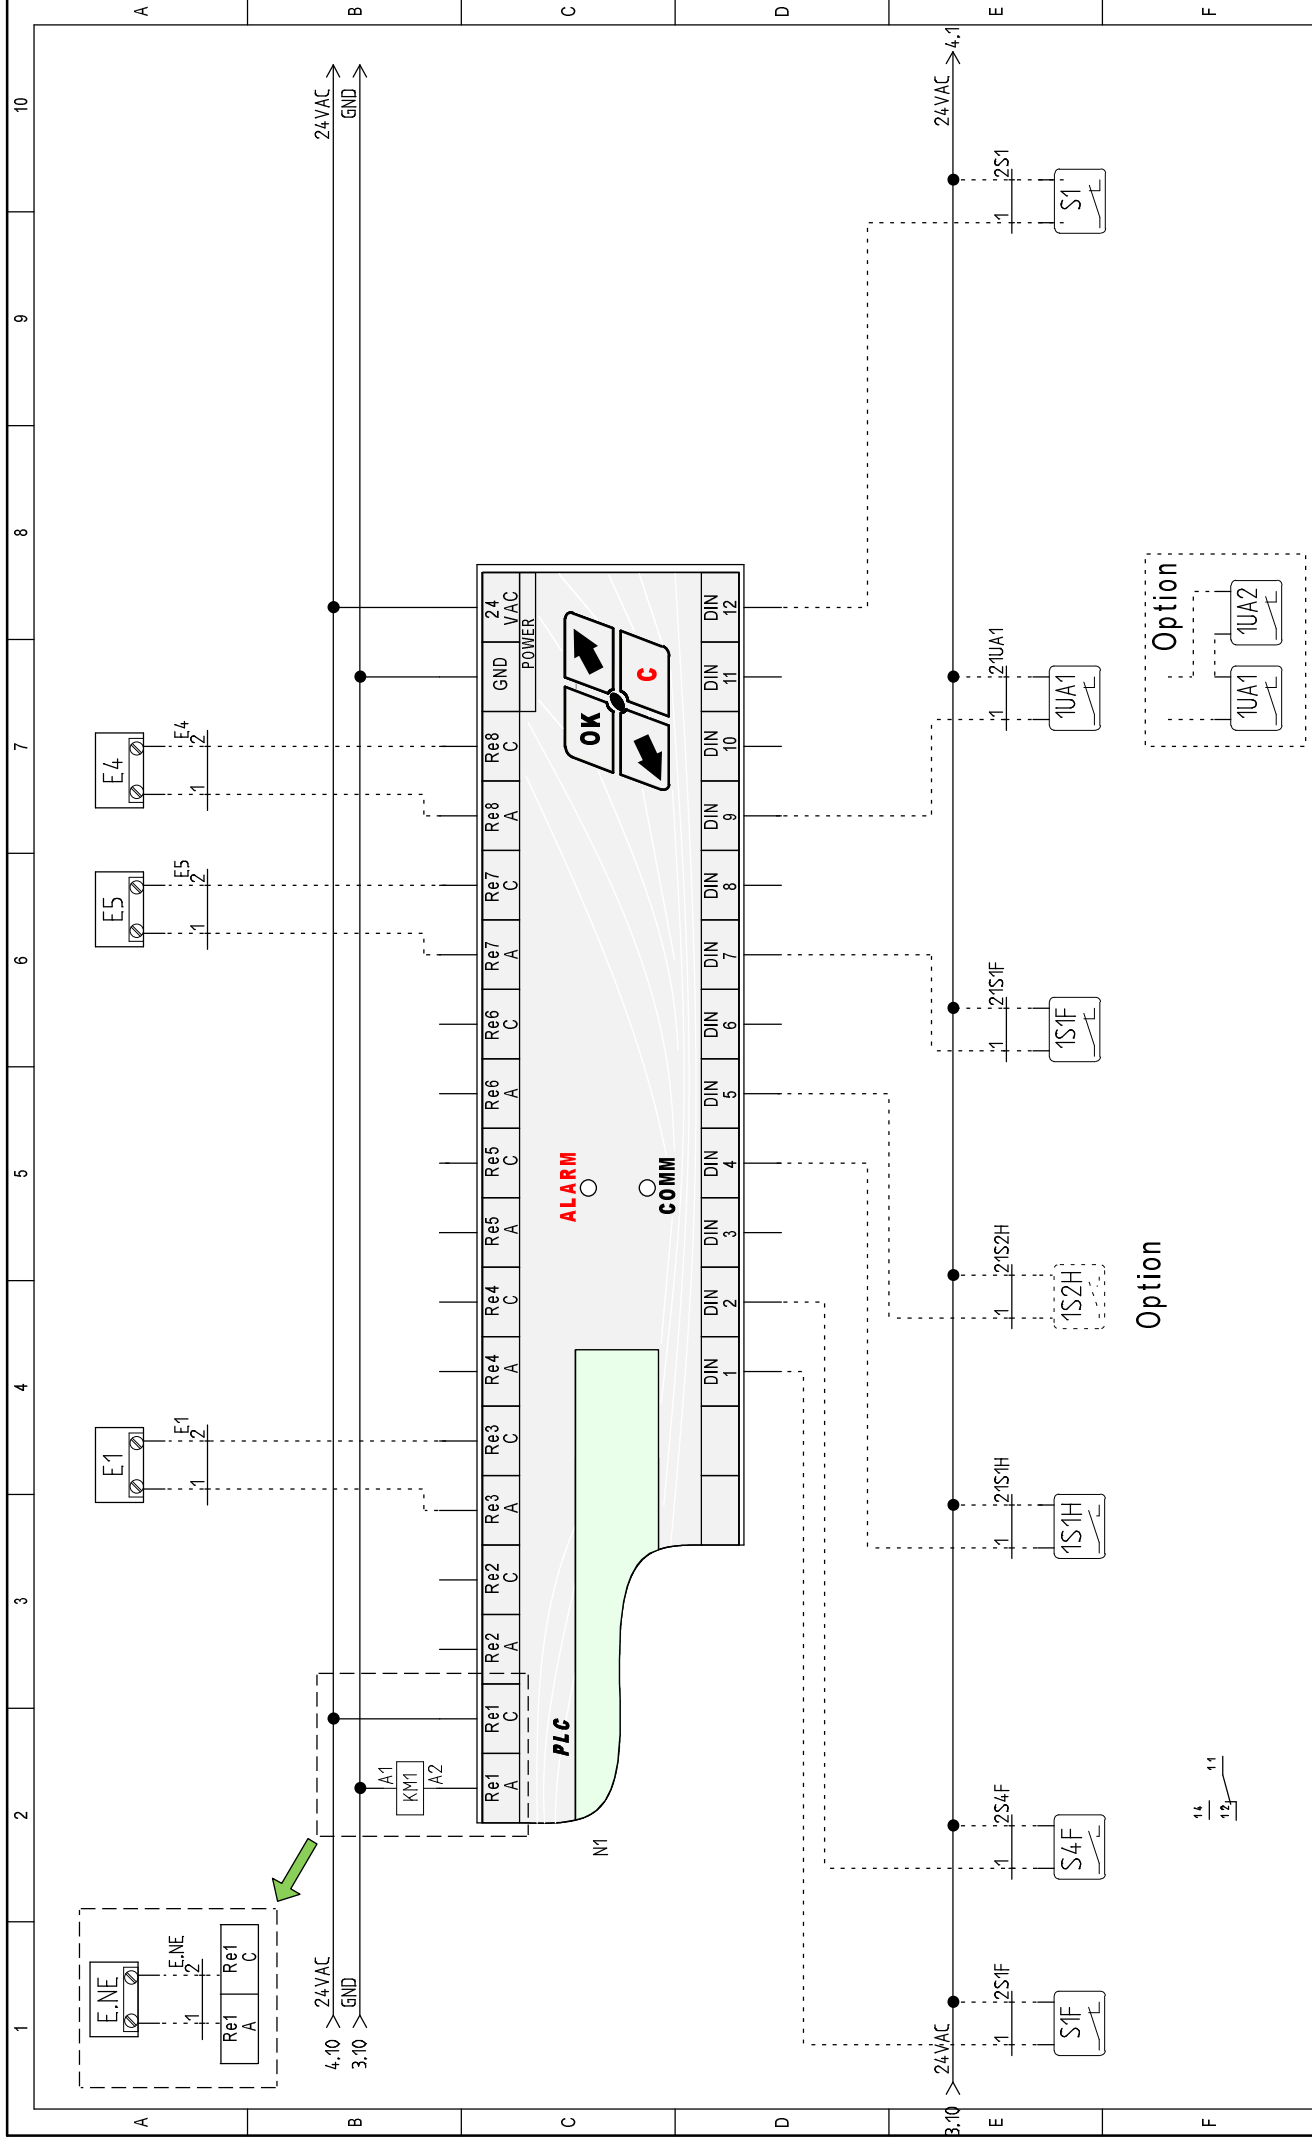 1 2 3 4 5 6 7 8 9 10
A
A
E.NE
E.NE
1 2
Re1 A
Re1 C
E1
E1
1 2
E5
E5
1 2
E4
E4
1 2
B
B
4.10 24VAC
24VAC
3.10 GND
GND
A1
KM1
A2
C
C
Re1 A
Re1 C
Re2 A
Re2 C
Re3 A
Re3 C
Re4 A
Re4 C
Re5 A
Re5 C
Re6 A
Re6 C
Re7 A
Re7 C
Re8 A
Re8 C
GND
24 VAC
POWER
PLC
ALARM
COMM
OK
C
N1
DIN 1
DIN 2
DIN 3
DIN 4
DIN 5
DIN 6
DIN 7
DIN 8
DIN 9
DIN 10
DIN 11
DIN 12
D
D
E
E
3.10 24VAC
24VAC 4.1
1 2S1F
S1F
1 2S4F
S4F
1 21S1H
1S1H
1 21S2H
1S2H
Option
1 21S1F
1S1F
1 21UA1
1UA1
1 2S1
S1
F
F
14
12
11
Option
1UA1
1UA2